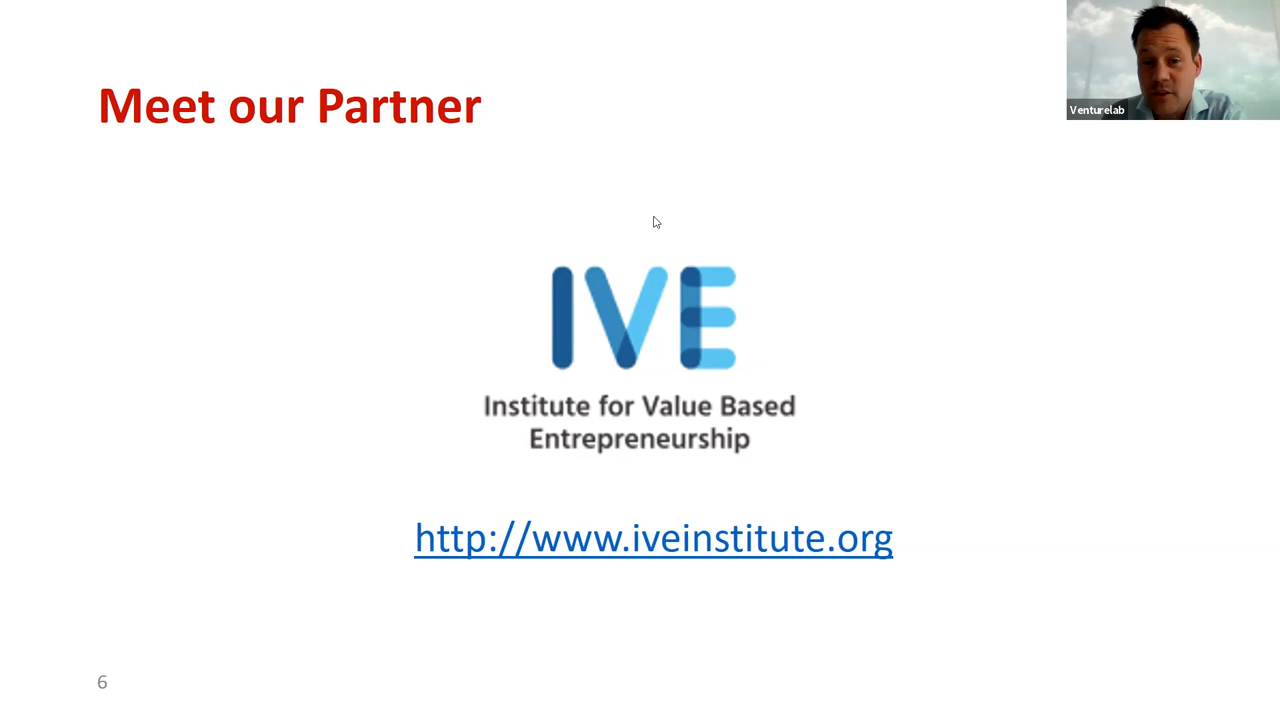 Meet our Partner
Venturelab
IVE
Institute for Value Based
Entrepreneurship
http://www.iveinstitute.org
6